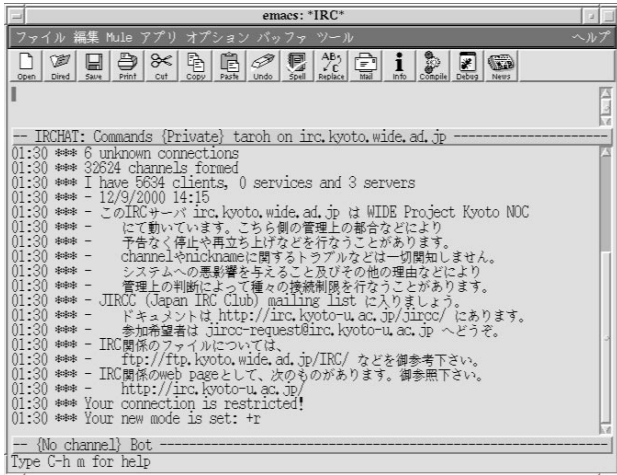 emacs: *IRC*
ファイル 編集 Mule アプリ オプション バッファ ツール ヘルプ
Open Dired Save Print Cut Copy Paste Undo Spell Replace Mail Info Compile Debug News
-- IRCHAT: Commands {Private} taroh on irc.kyoto.wide.ad.jp --------------------
01:30 *** 6 unknown connections
01:30 *** 32624 channels formed
01:30 *** I have 5634 clients, 0 services and 3 servers
01:30 *** - 12/9/2000 14:15
01:30 *** - このIRCサーバ irc.kyoto.wide.ad.jp は WIDE Project Kyoto NOC
01:30 *** - にて動いています。こちら側の管理上の都合などにより
01:30 *** - 予告なく停止や再立ち上げなどを行なうことがあります。
01:30 *** - channelやnicknameに関するトラブルなどは一切関知しません。
01:30 *** - システムへの悪影響を与えること及びその他の理由などにより
01:30 *** - 管理上の判断によって種々の接続制限を行なうことがあります。
01:30 *** - JIRCC (Japan IRC Club) mailing list に入りましょう。
01:30 *** - ドキュメントは http://irc.kyoto-u.ac.jp/jircc/ にあります。
01:30 *** - 参加希望者は jircc-request@irc.kyoto-u.ac.jp へどうぞ。
01:30 *** - IRC関係のファイルについては、
01:30 *** - ftp://ftp.kyoto.wide.ad.jp/IRC/ などを御参考下さい。
01:30 *** - IRC関係のweb pageとして、次のものがあります。御参照下さい。
01:30 *** - http://irc.kyoto-u.ac.jp/
01:30 *** Your connection is restricted!
01:30 *** Your new mode is set: +r
-- {No channel} Bot ------------------------------------------------------------
Type C-h m for help